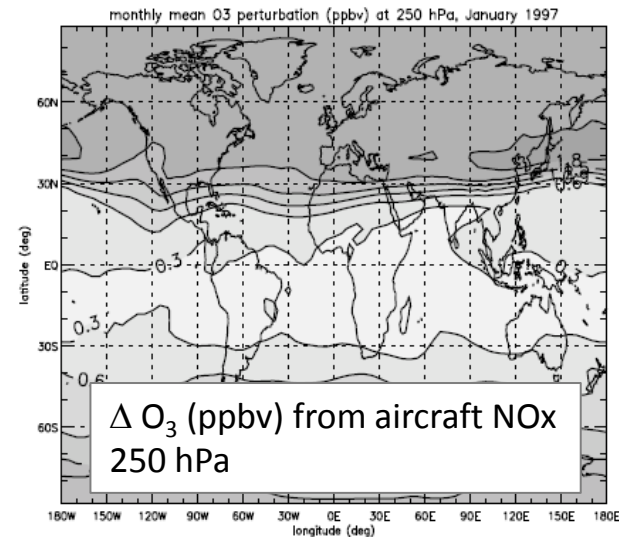 monthly mean O3 perturbation (ppbv) at 250 hPa, January 1997
60N
30N
EQ
30S
60S
latitude (deg)
1.8
0.3
0.3
0.6
Δ O₃ (ppbv) from aircraft NOx
250 hPa
180W 150W 120W 90W 60W 30W 0E 30E 60E 90E 120E 150E 180E
longitude (deg)